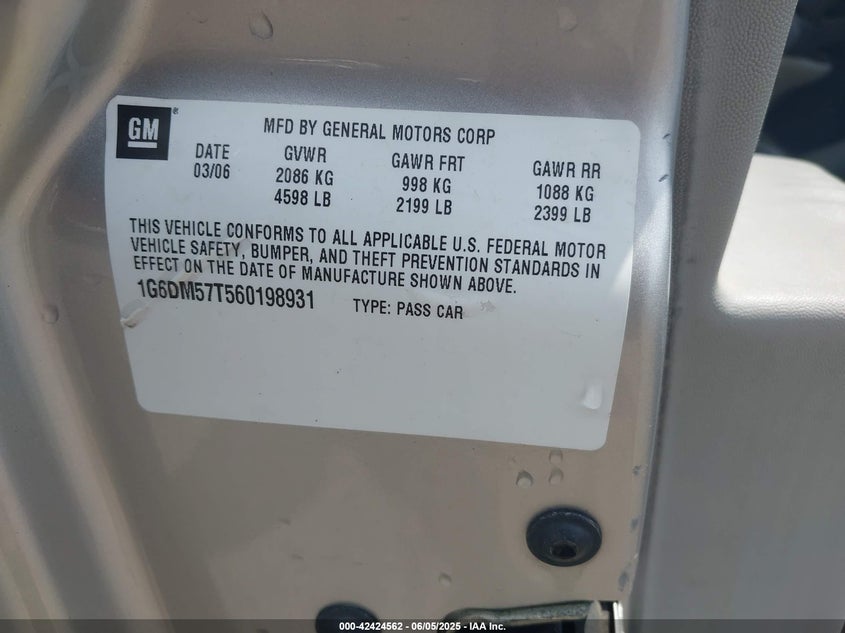 GM ®
MFD BY GENERAL MOTORS CORP
DATE GVWR GAWR FRT GAWR RR
03/06 2086 KG 998 KG 1088 KG
4598 LB 2199 LB 2399 LB
THIS VEHICLE CONFORMS TO ALL APPLICABLE U.S. FEDERAL MOTOR
VEHICLE SAFETY, BUMPER, AND THEFT PREVENTION STANDARDS IN
EFFECT ON THE DATE OF MANUFACTURE SHOWN ABOVE.
1G6DM57T560198931 TYPE: PASS CAR
000-42424562 - 06/05/2025 - IAA Inc.